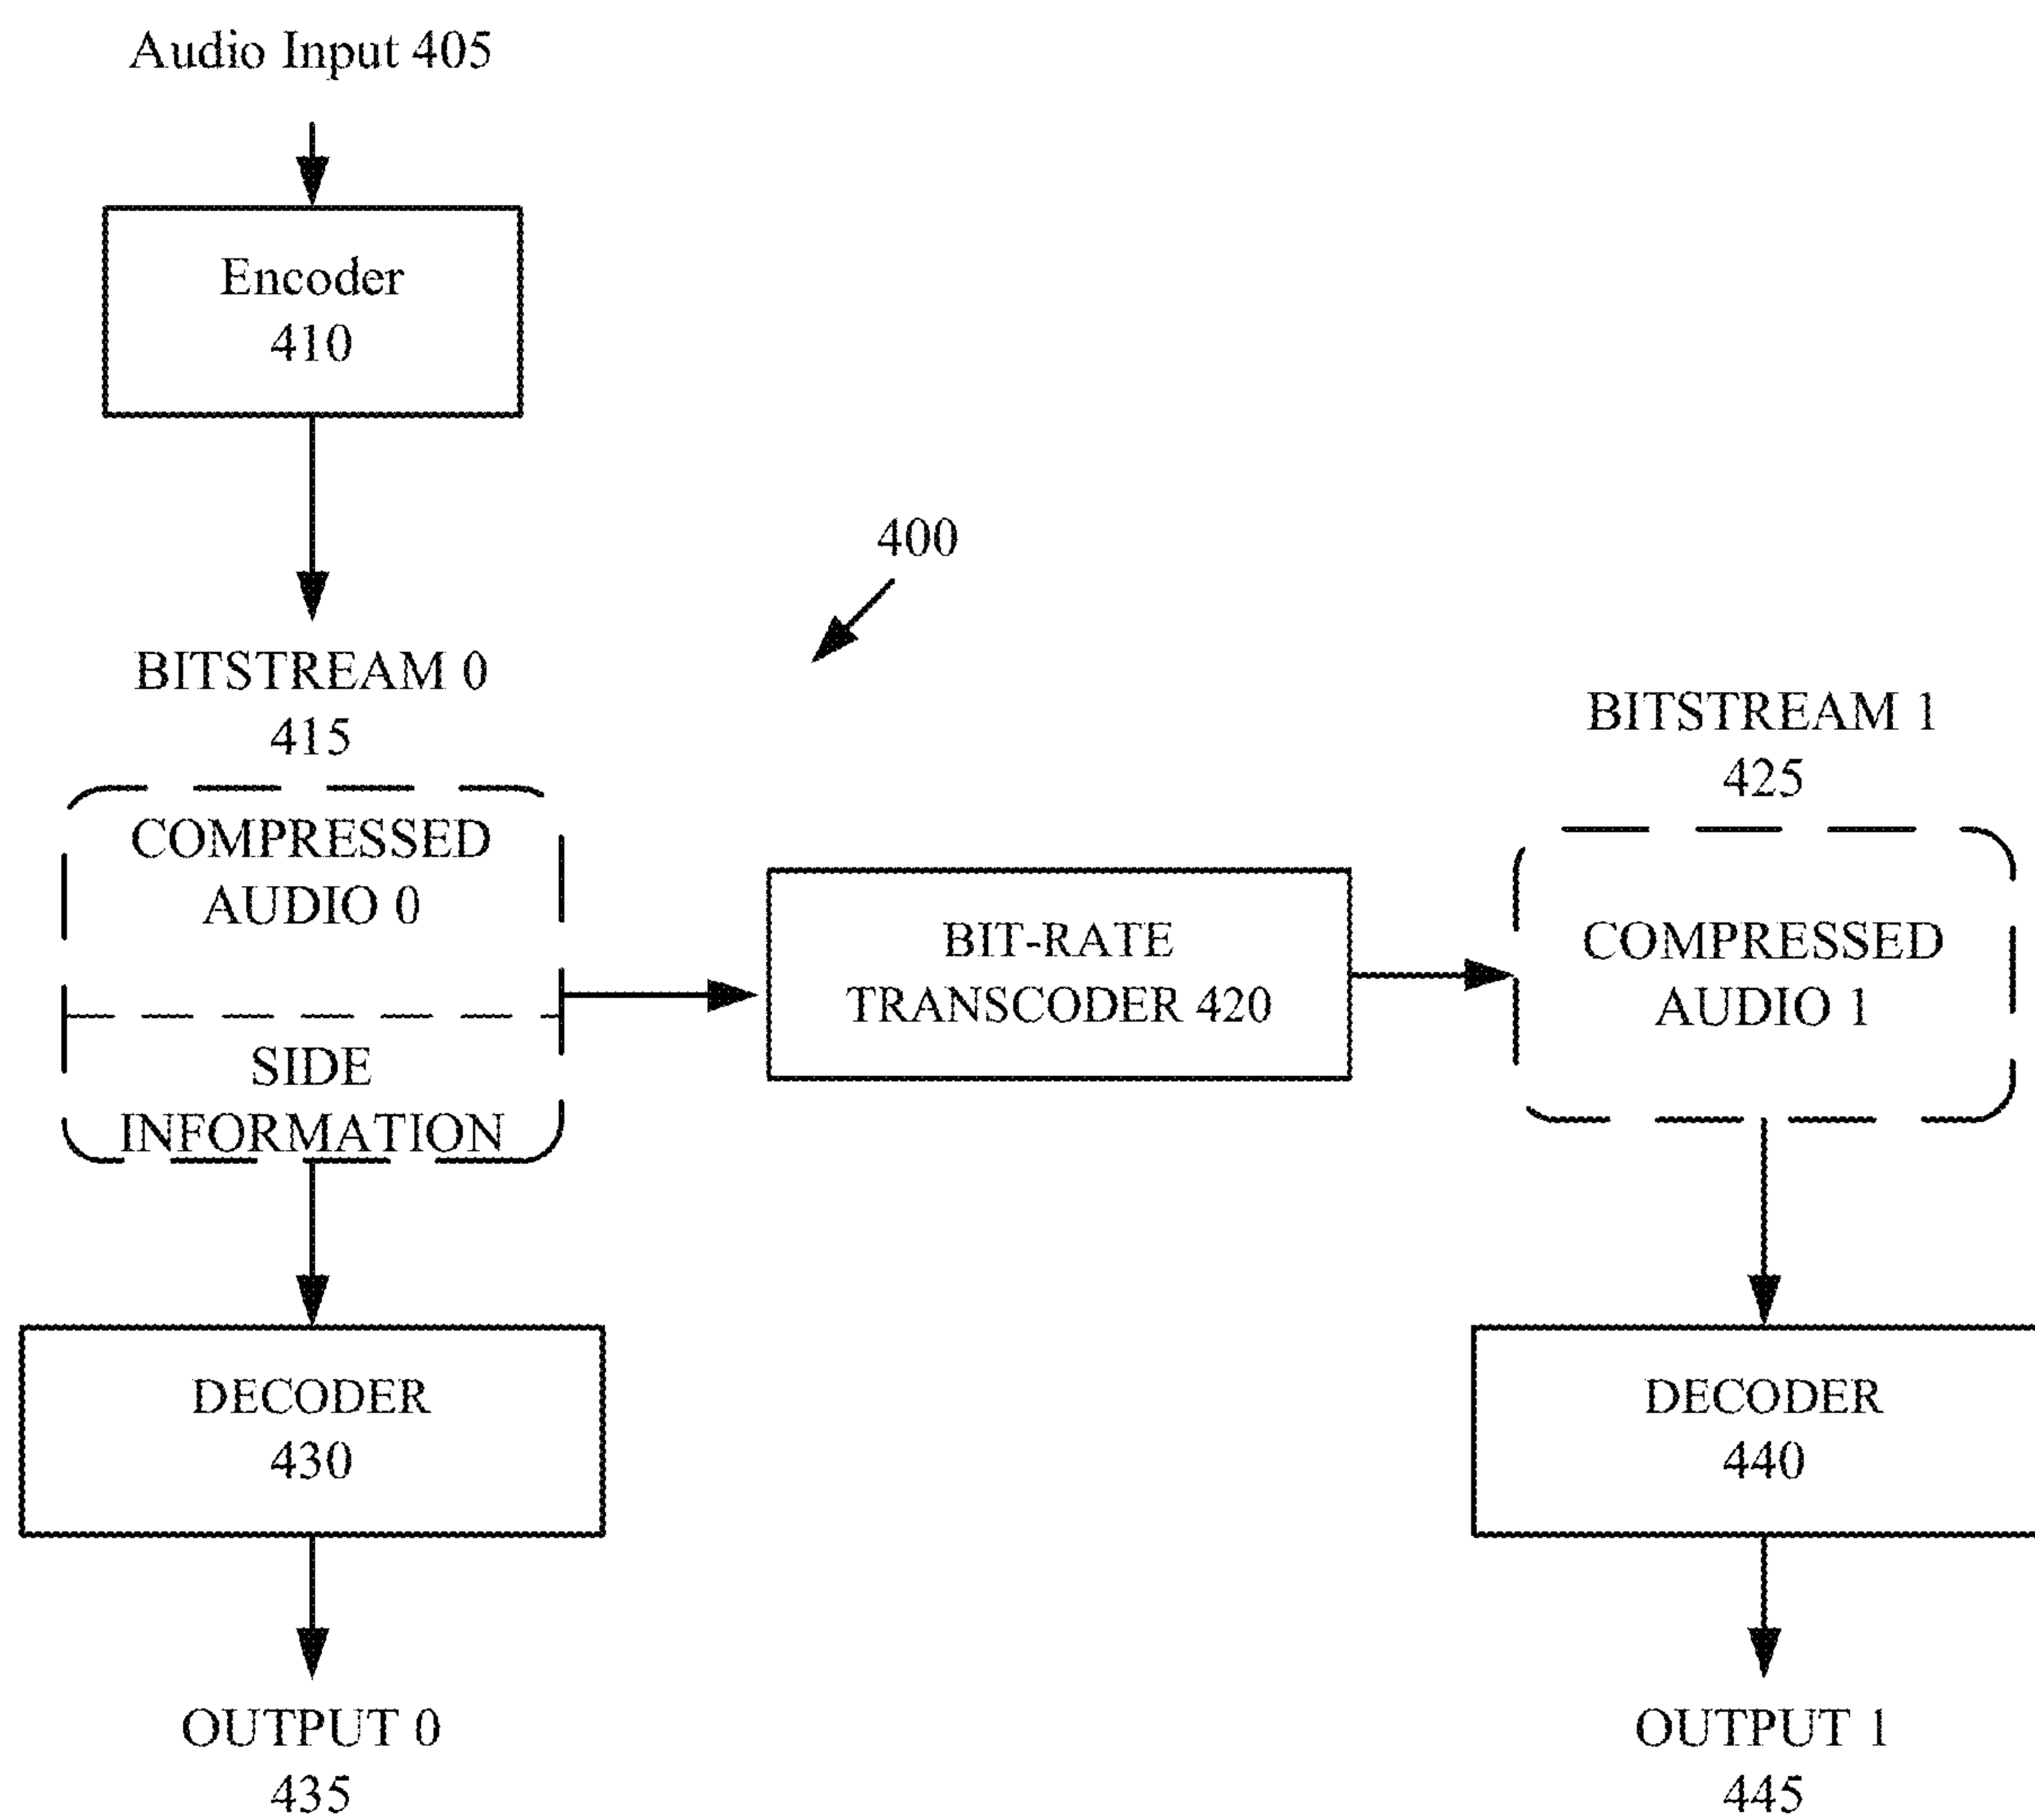 Audio Input 405
Encoder
410
400
BITSTREAM 0
415
BITSTREAM 1
425
COMPRESSED
AUDIO 0
SIDE
INFORMATION
BIT-RATE
TRANSCODER 420
COMPRESSED
AUDIO 1
DECODER
430
DECODER
440
OUTPUT 0
435
OUTPUT 1
445